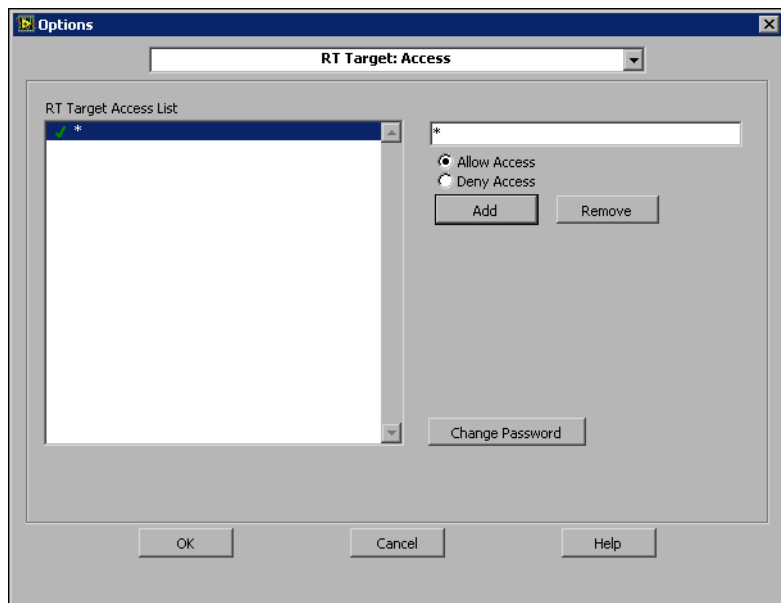 Options
RT Target: Access
RT Target Access List
*
*
Allow Access
Deny Access
Add
Remove
Change Password
OK
Cancel
Help